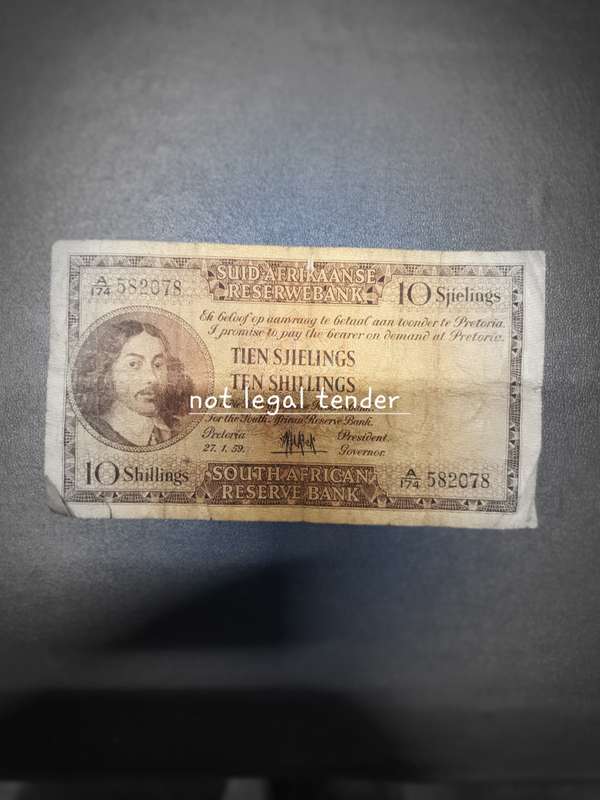 SUID-AFRIKAANSE
RESERWEBANK
A/174 582078
10 Sjielings
Ek beloof op aanvrang te betaal aan toonder te Pretoria.
I promise to pay the bearer on demand at Pretoria.
TIEN SJIELINGS
TEN SHILLINGS
not legal tender
For the South African Reserve Bank.
Pretoria
President.
27. 1. 59.
Governor.
10 Shillings
SOUTH AFRICAN
RESERVE BANK
A/174 582078